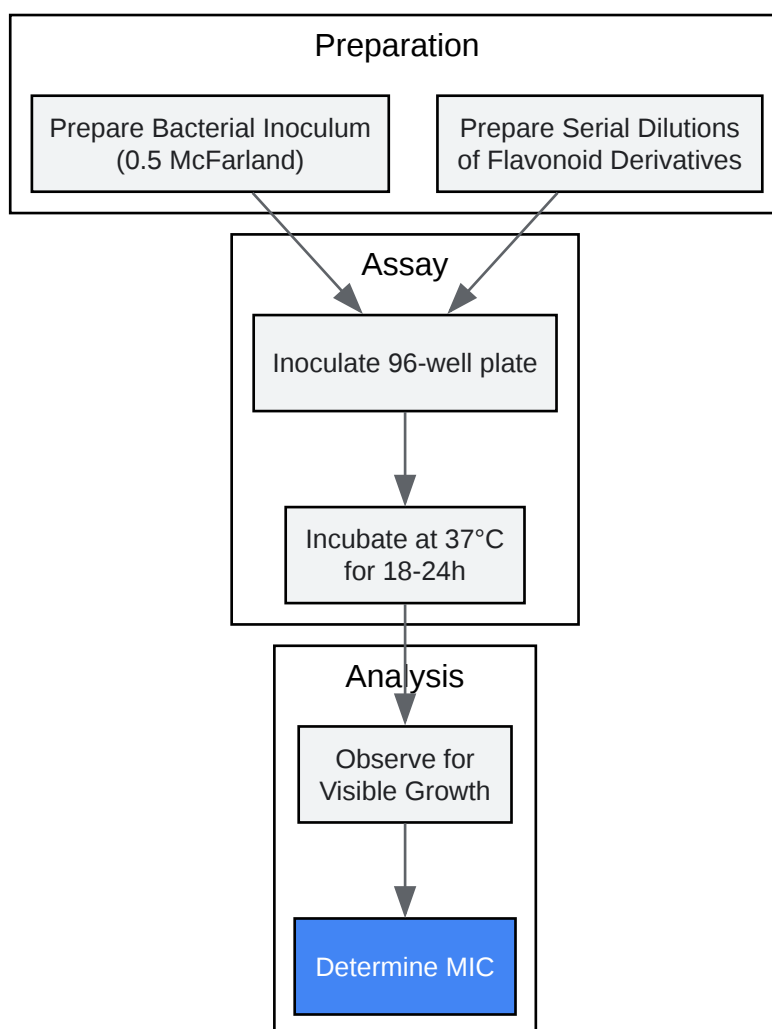 Preparation
Prepare Bacterial Inoculum
(0.5 McFarland)
Prepare Serial Dilutions
of Flavonoid Derivatives
Assay
Inoculate 96-well plate
Incubate at 37°C
for 18-24h
Analysis
Observe for
Visible Growth
Determine MIC